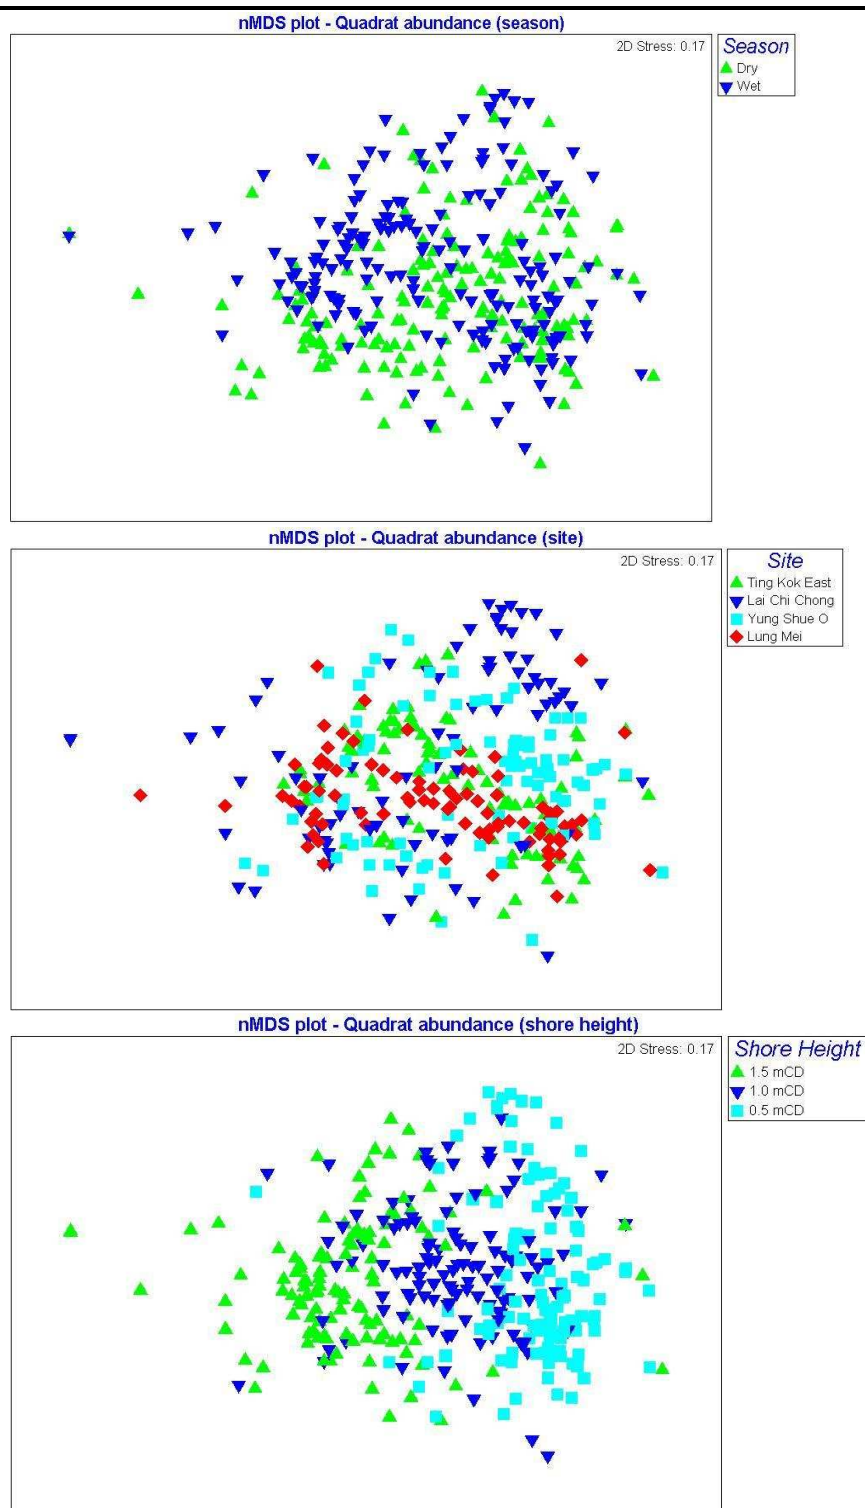 nMDS plot - Quadrat abundance (season)
2D Stress: 0.17
Season
Dry
Wet
nMDS plot - Quadrat abundance (site)
2D Stress: 0.17
Site
Ting Kok East
Lai Chi Chong
Yung Shue O
Lung Mei
nMDS plot - Quadrat abundance (shore height)
2D Stress: 0.17
Shore Height
1.5 mCD
1.0 mCD
0.5 mCD